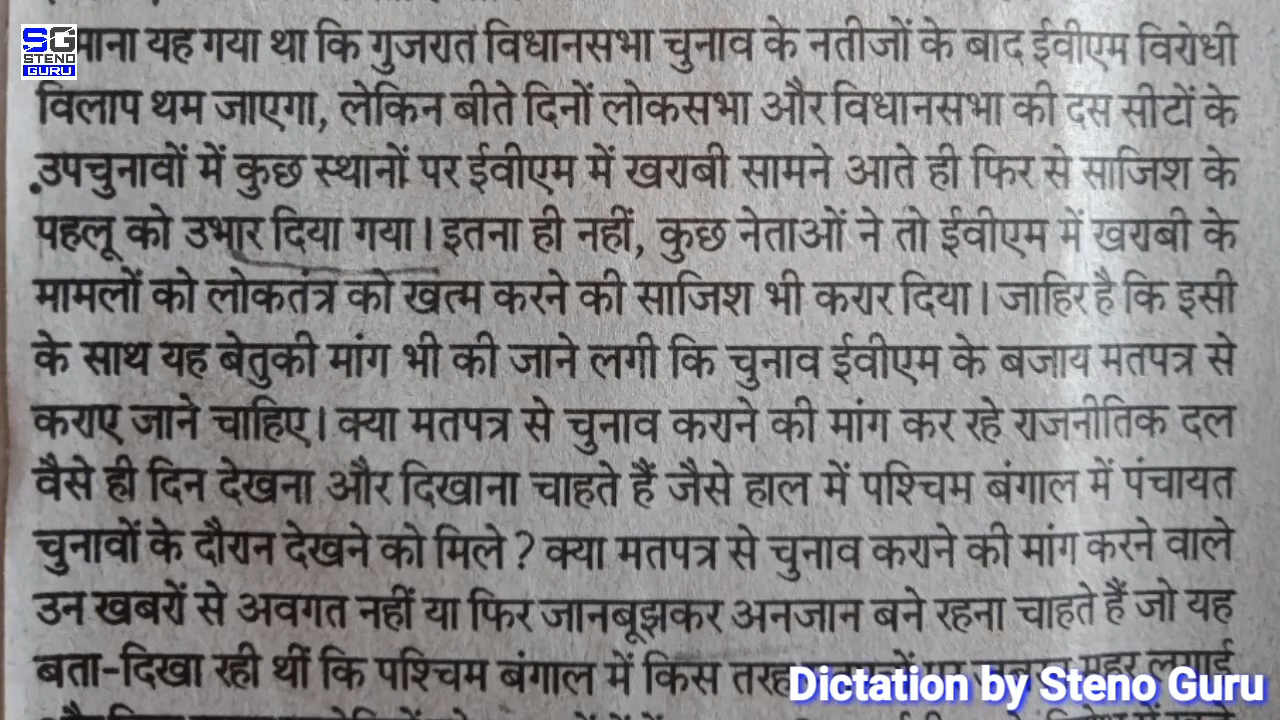 SG
STENO
GURU
माना यह गया था कि गुजरात विधानसभा चुनाव के नतीजों के बाद ईवीएम विरोधी
विलाप थम जाएगा, लेकिन बीते दिनों लोकसभा और विधानसभा की दस सीटों के
उपचुनावों में कुछ स्थानों पर ईवीएम में खराबी सामने आते ही फिर से साजिश के
पहलू को उभार दिया गया। इतना ही नहीं, कुछ नेताओं ने तो ईवीएम में खराबी के
मामलों को लोकतंत्र को खत्म करने की साजिश भी करार दिया। जाहिर है कि इसी
के साथ यह बेतुकी मांग भी की जाने लगी कि चुनाव ईवीएम के बजाय मतपत्र से
कराए जाने चाहिए। क्या मतपत्र से चुनाव कराने की मांग कर रहे राजनीतिक दल
वैसे ही दिन देखना और दिखाना चाहते हैं जैसे हाल में पश्चिम बंगाल में पंचायत
चुनावों के दौरान देखने को मिले? क्या मतपत्र से चुनाव कराने की मांग करने वाले
उन खबरों से अवगत नहीं या फिर जानबूझकर अनजान बने रहना चाहते हैं जो यह
बता-दिखा रही थीं कि पश्चिम बंगाल में किस तरह मुहर लगाई
Dictation by Steno Guru